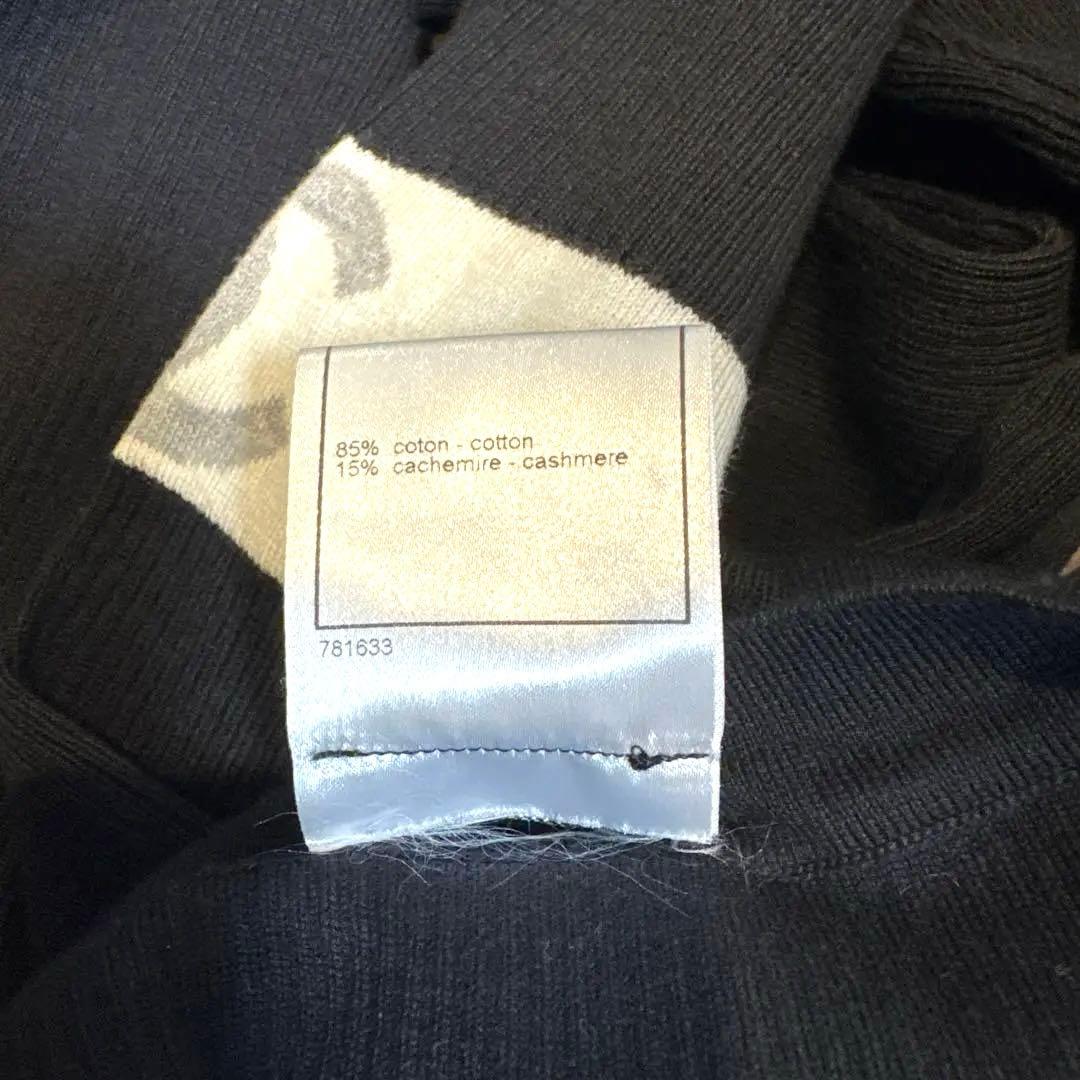 85% coton - cotton
15% cachemire - cashmere
781633